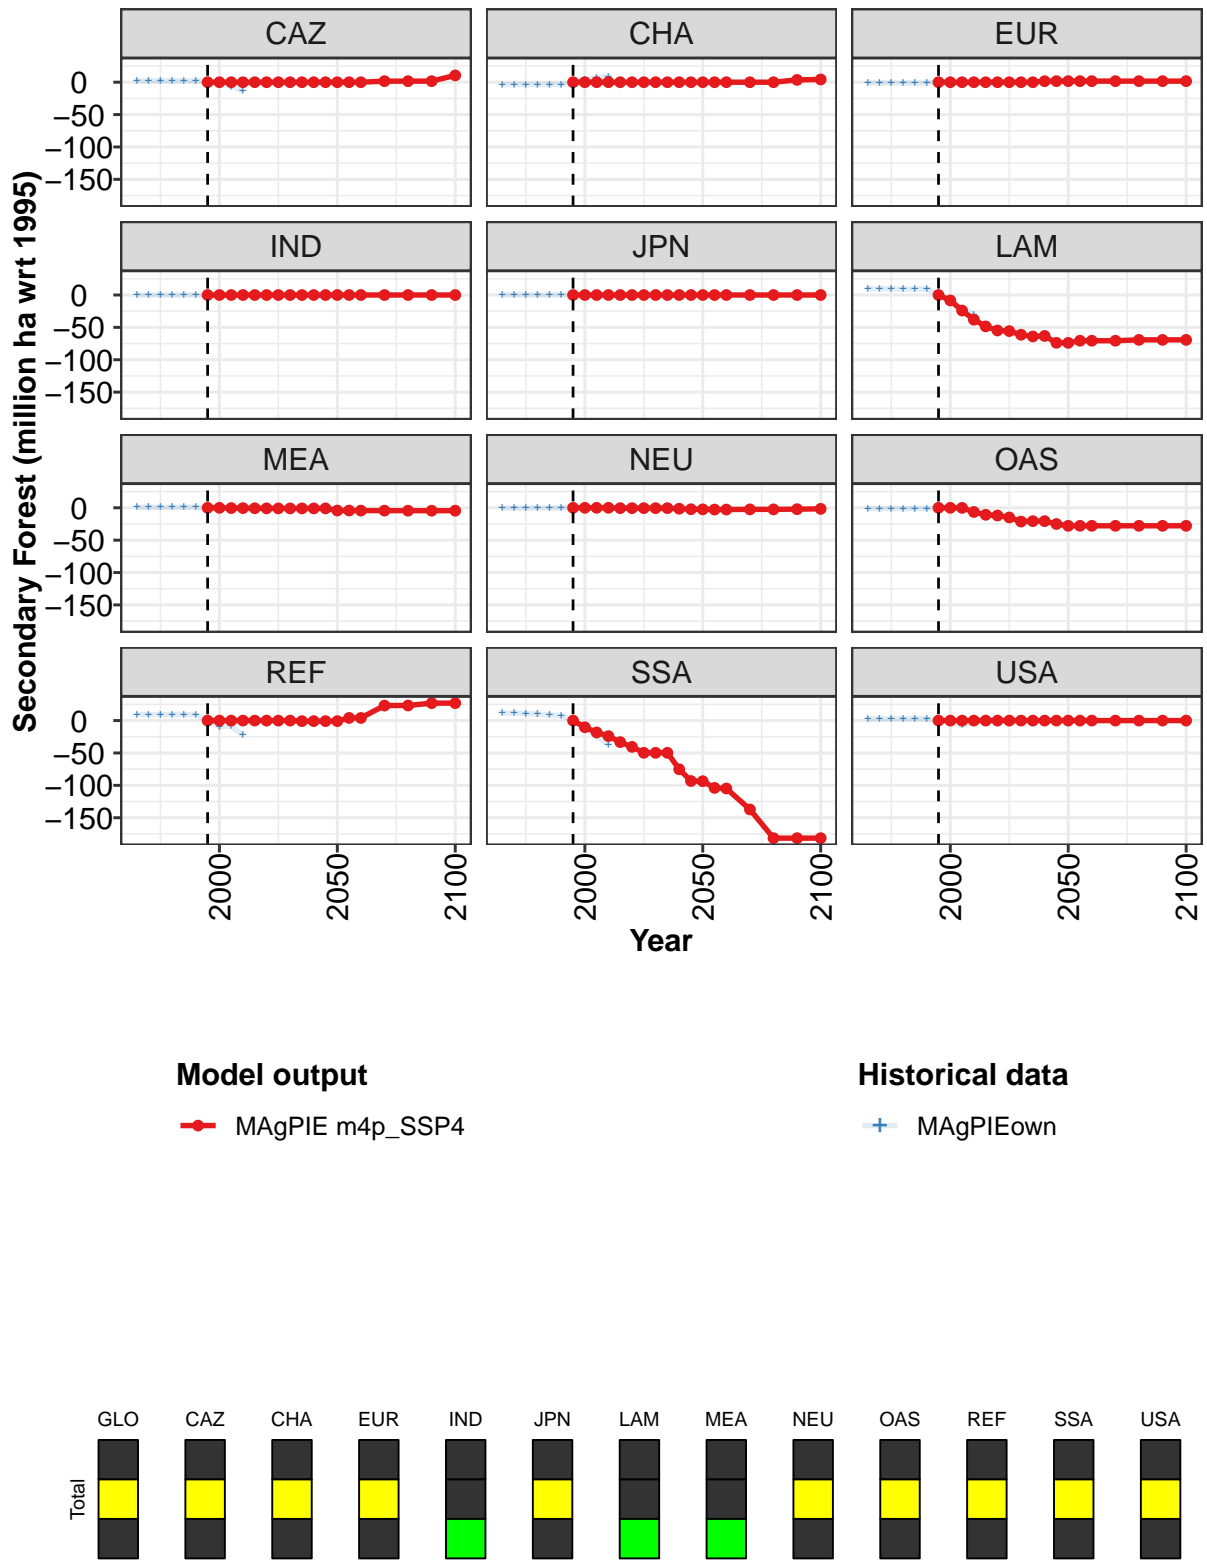 CAZ CHA EUR
0
−50
−100
−150
IND JPN LAM
0
−50
−100
−150
MEA NEU OAS
0
−50
−100
−150
REF SSA USA
0
−50
−100
−150
2000 2050 2100 2000 2050 2100 2000 2050 2100
Year
Secondary Forest (million ha wrt 1995)
Model output Historical data
MAgPIE m4p_SSP4 MAgPIEown
GLO CAZ CHA EUR IND JPN LAM MEA NEU OAS REF SSA USA
Total